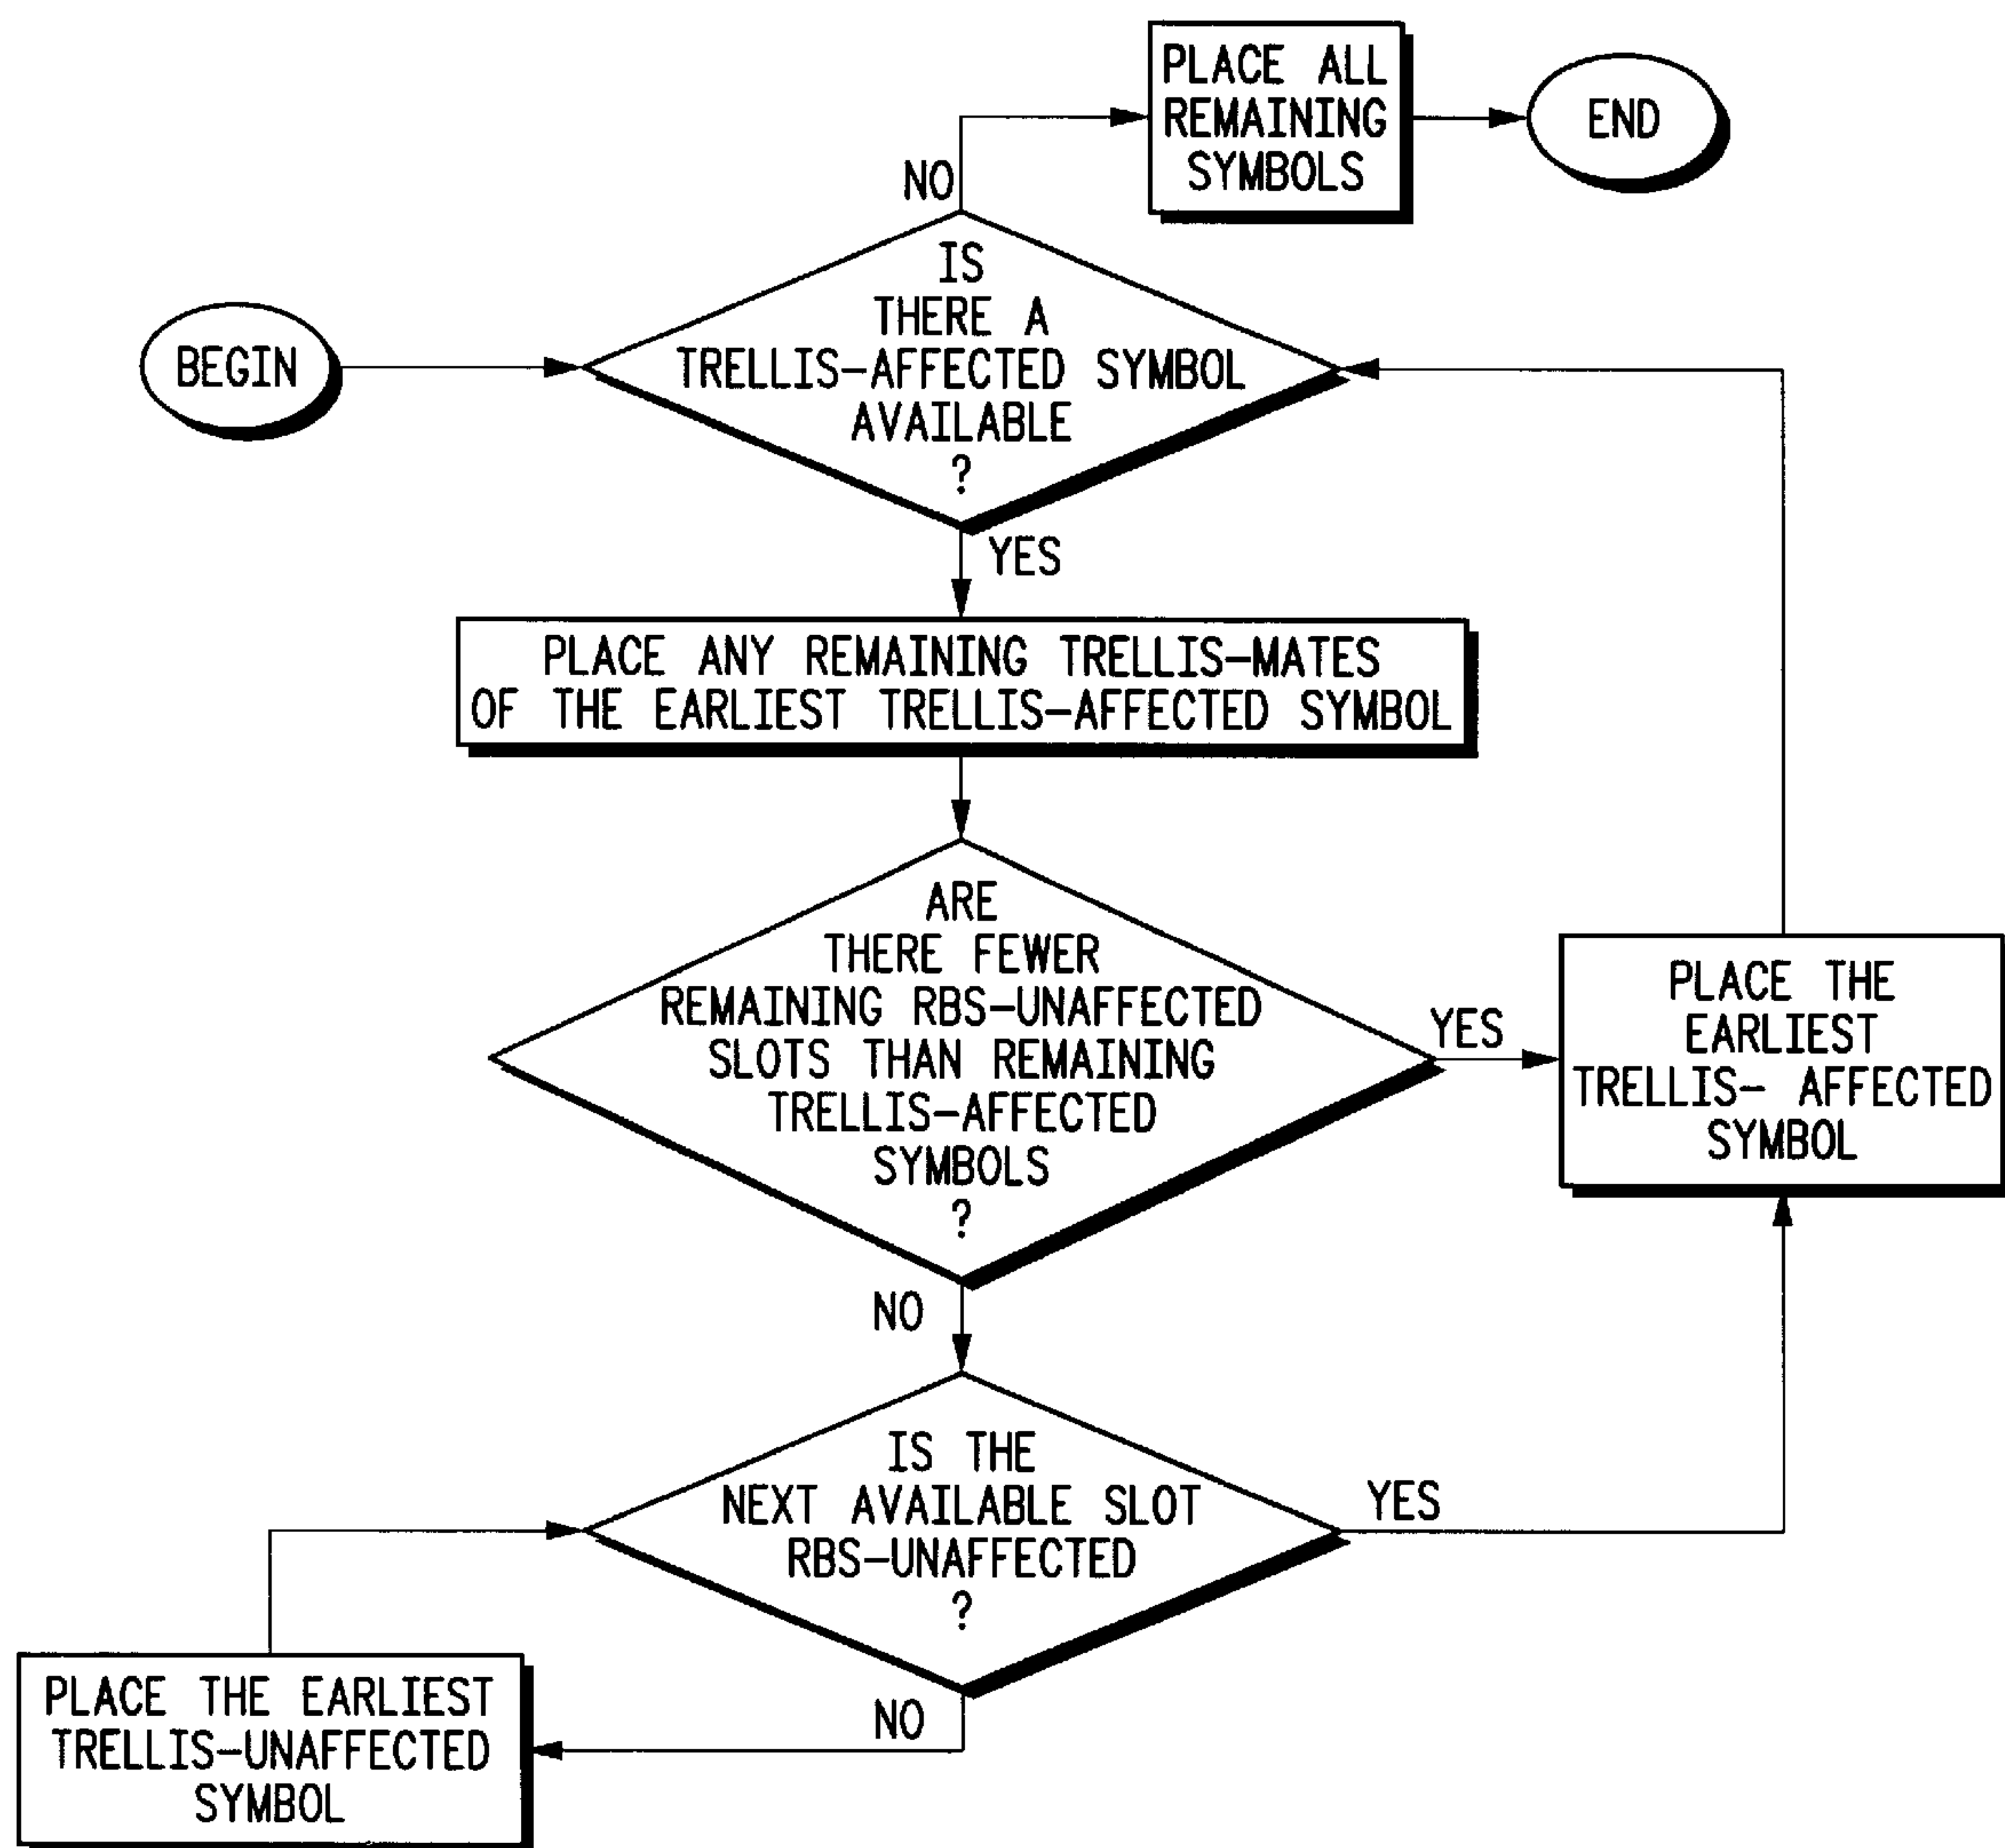 PLACE ALL
REMAINING
SYMBOLS
END
NO
IS
THERE A
TRELLIS-AFFECTED SYMBOL
AVAILABLE
?
BEGIN
YES
PLACE ANY REMAINING TRELLIS-MATES
OF THE EARLIEST TRELLIS-AFFECTED SYMBOL
ARE
THERE FEWER
REMAINING RBS-UNAFFECTED
SLOTS THAN REMAINING
TRELLIS-AFFECTED
SYMBOLS
?
YES
PLACE THE
EARLIEST
TRELLIS- AFFECTED
SYMBOL
NO
IS THE
NEXT AVAILABLE SLOT
RBS-UNAFFECTED
?
YES
NO
PLACE THE EARLIEST
TRELLIS-UNAFFECTED
SYMBOL